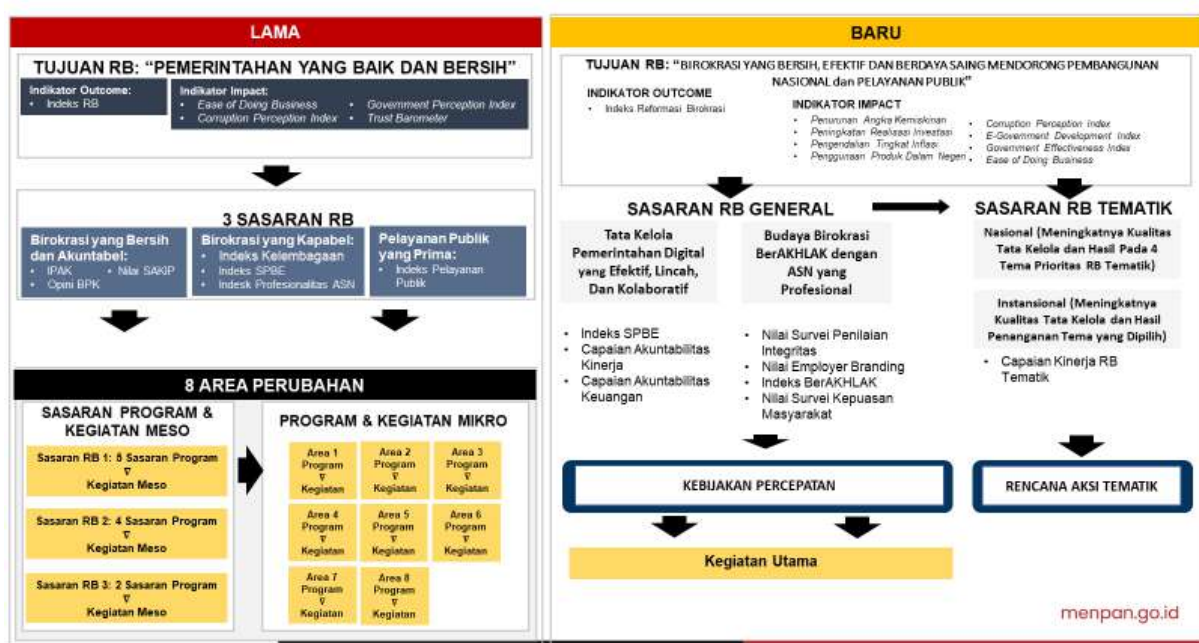 LAMA
TUJUAN RB: “PEMERINTAHAN YANG BAIK DAN BERSIH”
Indikator Outcome:
• Indeks RB
Indikator Impact:
• Ease of Doing Business
• Corruption Perception Index
• Government Perception Index
• Trust Barometer
3 SASARAN RB
Birokrasi yang Bersih
dan Akuntabel:
• IPAK
• Nilai SAKIP
• Opini BPK
Birokrasi yang Kapabel:
• Indeks Kelembagaan
• Indeks SPBE
• Indesk Profesionalitas ASN
Pelayanan Publik
yang Prima:
• Indeks Pelayanan
Publik
8 AREA PERUBAHAN
SASARAN PROGRAM &
KEGIATAN MESO
Sasaran RB 1: 8 Sasaran Program
∇
Kegiatan Meso
Sasaran RB 2: 4 Sasaran Program
∇
Kegiatan Meso
Sasaran RB 3: 2 Sasaran Program
∇
Kegiatan Meso
PROGRAM & KEGIATAN MIKRO
Area 1
Program
∇
Kegiatan
Area 2
Program
∇
Kegiatan
Area 3
Program
∇
Kegiatan
Area 4
Program
∇
Kegiatan
Area 5
Program
∇
Kegiatan
Area 6
Program
∇
Kegiatan
Area 7
Program
∇
Kegiatan
Area 8
Program
∇
Kegiatan
BARU
TUJUAN RB: “BIROKRASI YANG BERSIH, EFEKTIF DAN BERDAYA SAING MENDORONG PEMBANGUNAN
NASIONAL dan PELAYANAN PUBLIK”
INDIKATOR OUTCOME
• Indeks Reformasi Birokrasi
INDIKATOR IMPACT
• Penurunan Angka Kemiskinan
• Peningkatan Realisasi Investasi
• Pengendalian Tingkat Inflasi
• Penggunaan Produk Dalam Negeri
• Corruption Perception Index
• E-Government Development Index
• Government Effectiveness Index
• Ease of Doing Business
SASARAN RB GENERAL
Tata Kelola
Pemerintahan Digital
yang Efektif, Lincah,
Dan Kolaboratif
• Indeks SPBE
• Capaian Akuntabilitas
Kinerja
• Capaian Akuntabilitas
Keuangan
Budaya Birokrasi
BerAKHLAK dengan
ASN yang
Profesional
• Nilai Survei Penilaian
Integritas
• Nilai Employer Branding
• Indeks BerAKHLAK
• Nilai Survei Kepuasan
Masyarakat
SASARAN RB TEMATIK
Nasional (Meningkatnya Kualitas
Tata Kelola dan Hasil Pada 4
Tema Prioritas RB Tematik)
Instansional (Meningkatnya
Kualitas Tata Kelola dan Hasil
Penanganan Tema yang Dipilih)
• Capaian Kinerja RB
Tematik
KEBIJAKAN PERCEPATAN
RENCANA AKSI TEMATIK
Kegiatan Utama
menpan.go.id